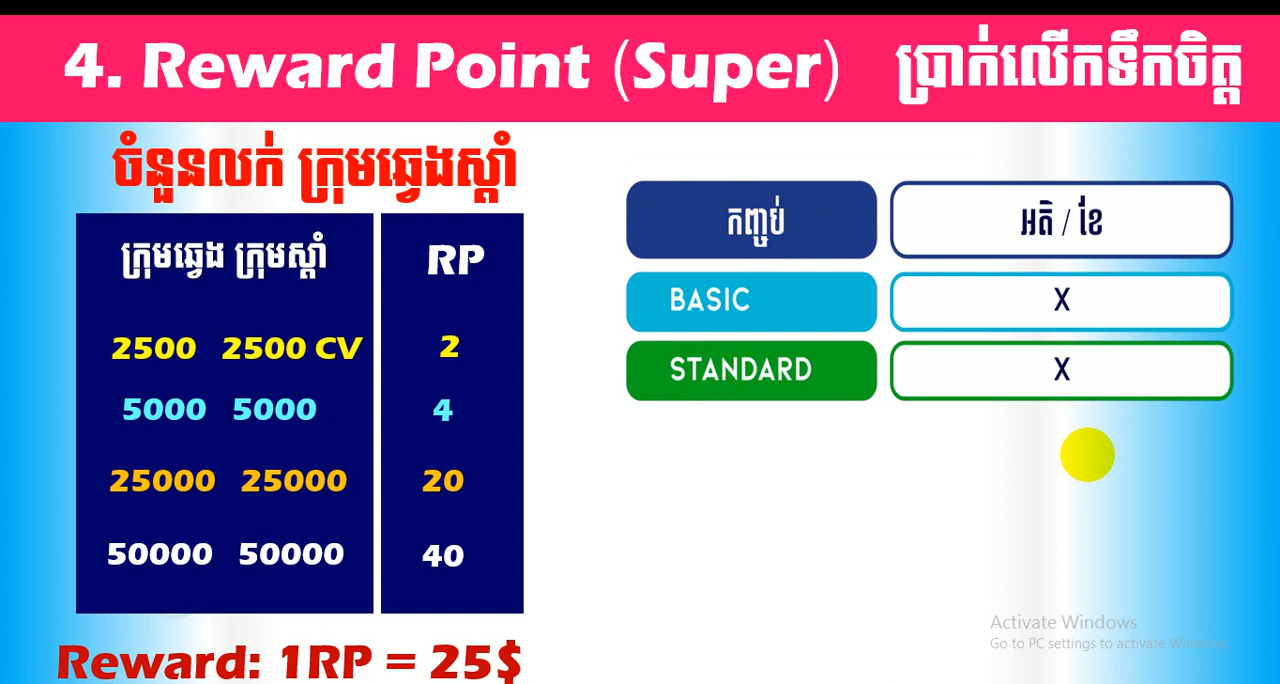 4. Reward Point (Super) ប្រាក់លើកទឹកចិត្ត
ចំនួនលក់ ក្រុមឆ្វេងស្តាំ
ក្រុមឆ្វេង ក្រុមស្តាំ RP
2500 2500 CV 2
5000 5000 4
25000 25000 20
50000 50000 40
Reward: 1RP = 25$
កញ្ចប់ អតិ / ខែ
BASIC X
STANDARD X
Activate Windows
Go to PC settings to activate Windows.